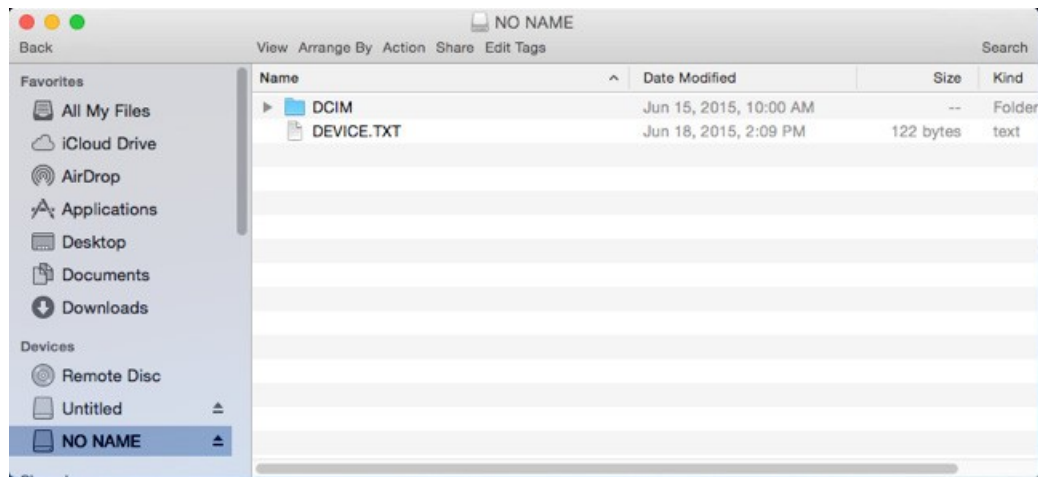 NO NAME
Back View Arrange By Action Share Edit Tags Search
Favorites
All My Files
iCloud Drive
AirDrop
Applications
Desktop
Documents
Downloads
Devices
Remote Disc
Untitled
NO NAME
Name Date Modified Size Kind
DCIM Jun 15, 2015, 10:00 AM -- Folder
DEVICE.TXT Jun 18, 2015, 2:09 PM 122 bytes text